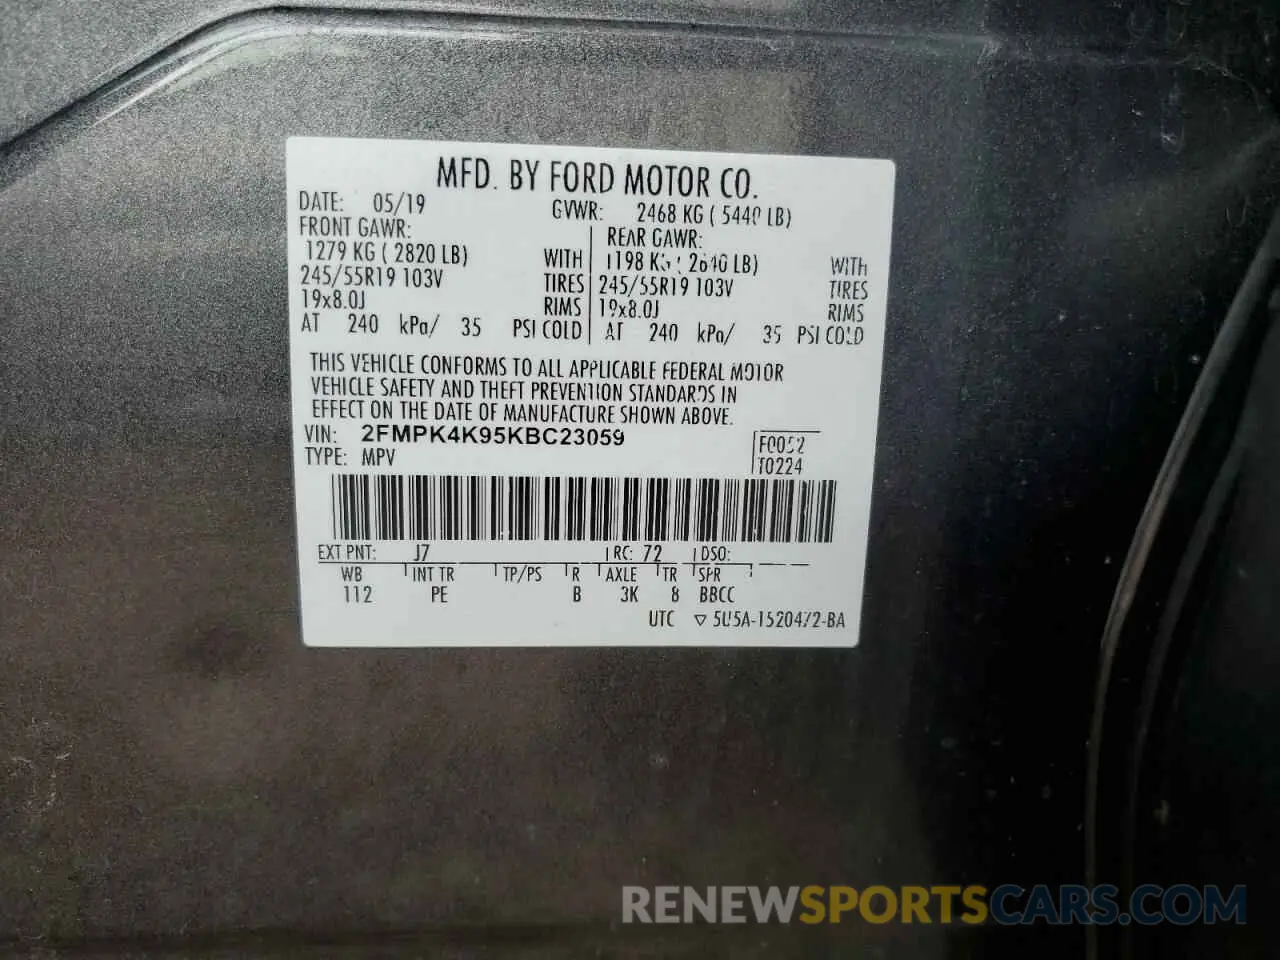 MFD. BY FORD MOTOR CO.
DATE: 05/19 GVWR: 2468 KG ( 5440 LB)
FRONT GAWR: REAR GAWR:
1279 KG ( 2820 LB) WITH 1198 KG ( 2640 LB) WITH
245/55R19 103V TIRES 245/55R19 103V TIRES
19x8.0J RIMS 19x8.0J RIMS
AT 240 kPa/ 35 PSI COLD AT 240 kPa/ 35 PSI COLD
THIS VEHICLE CONFORMS TO ALL APPLICABLE FEDERAL MOTOR
VEHICLE SAFETY AND THEFT PREVENTION STANDARDS IN
EFFECT ON THE DATE OF MANUFACTURE SHOWN ABOVE.
VIN: 2FMPK4K95KBC23059 F0052
TYPE: MPV T0224
EXT PNT: J7 RC: 72 DSO:
WB INT TR TP/PS R AXLE TR SPR
112 PE B 3K 8 BBCC
UTC ▽ 5U5A-1520472-BA
RENEWSPORTSCARS.COM